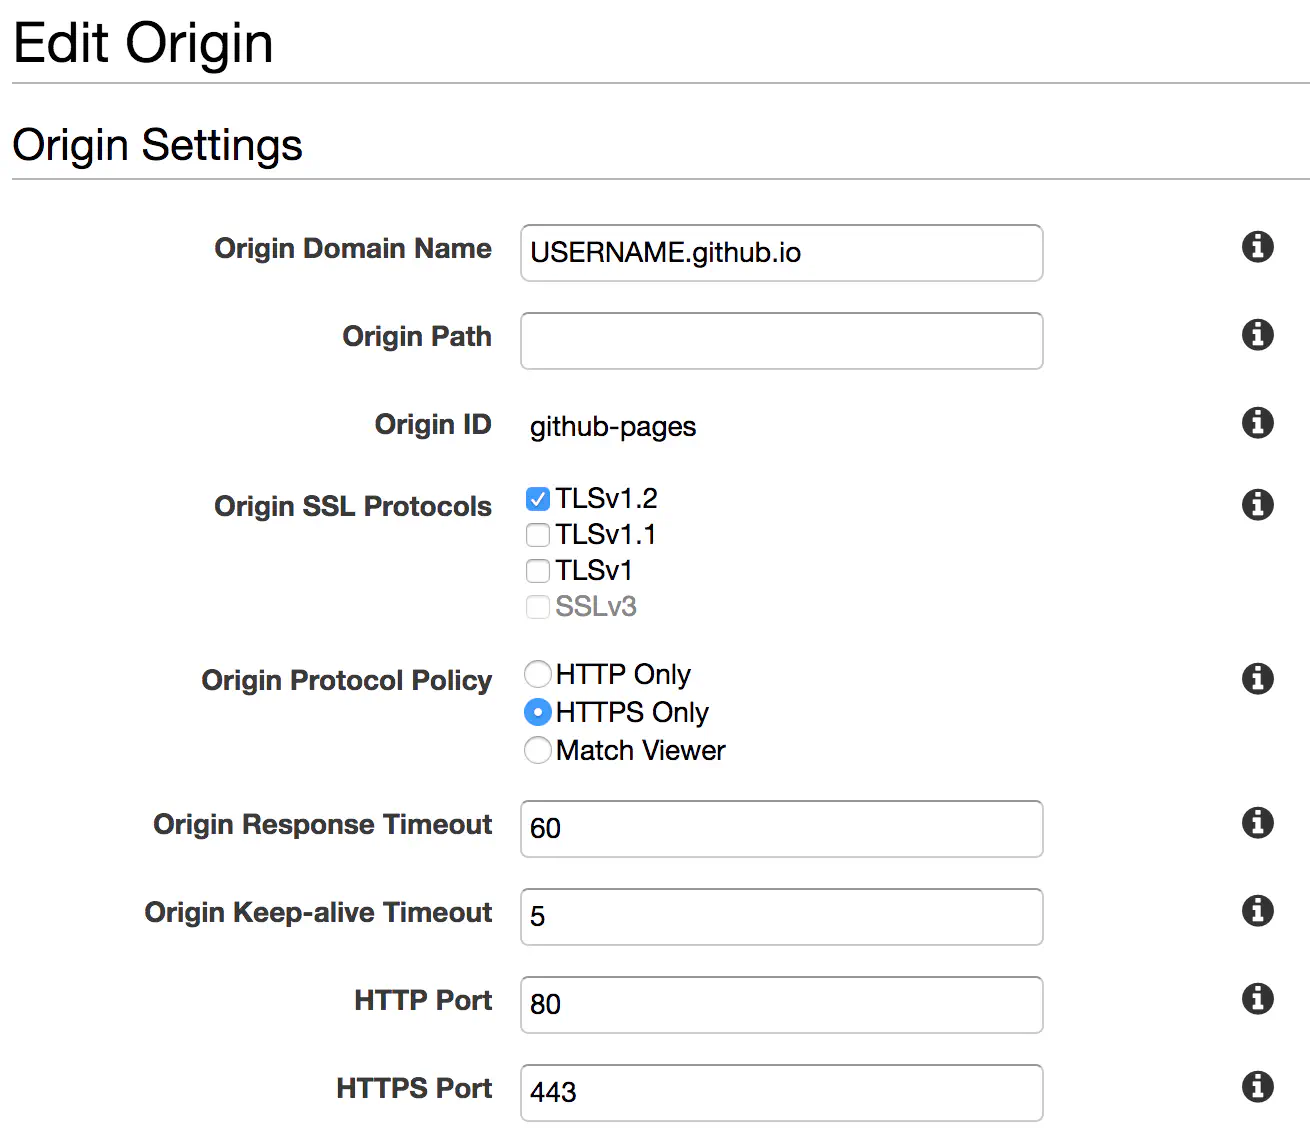 Edit Origin
Origin Settings
Origin Domain Name USERNAME.github.io
Origin Path
Origin ID github-pages
Origin SSL Protocols TLSv1.2
TLSv1.1
TLSv1
SSLv3
Origin Protocol Policy HTTP Only
HTTPS Only
Match Viewer
Origin Response Timeout 60
Origin Keep-alive Timeout 5
HTTP Port 80
HTTPS Port 443